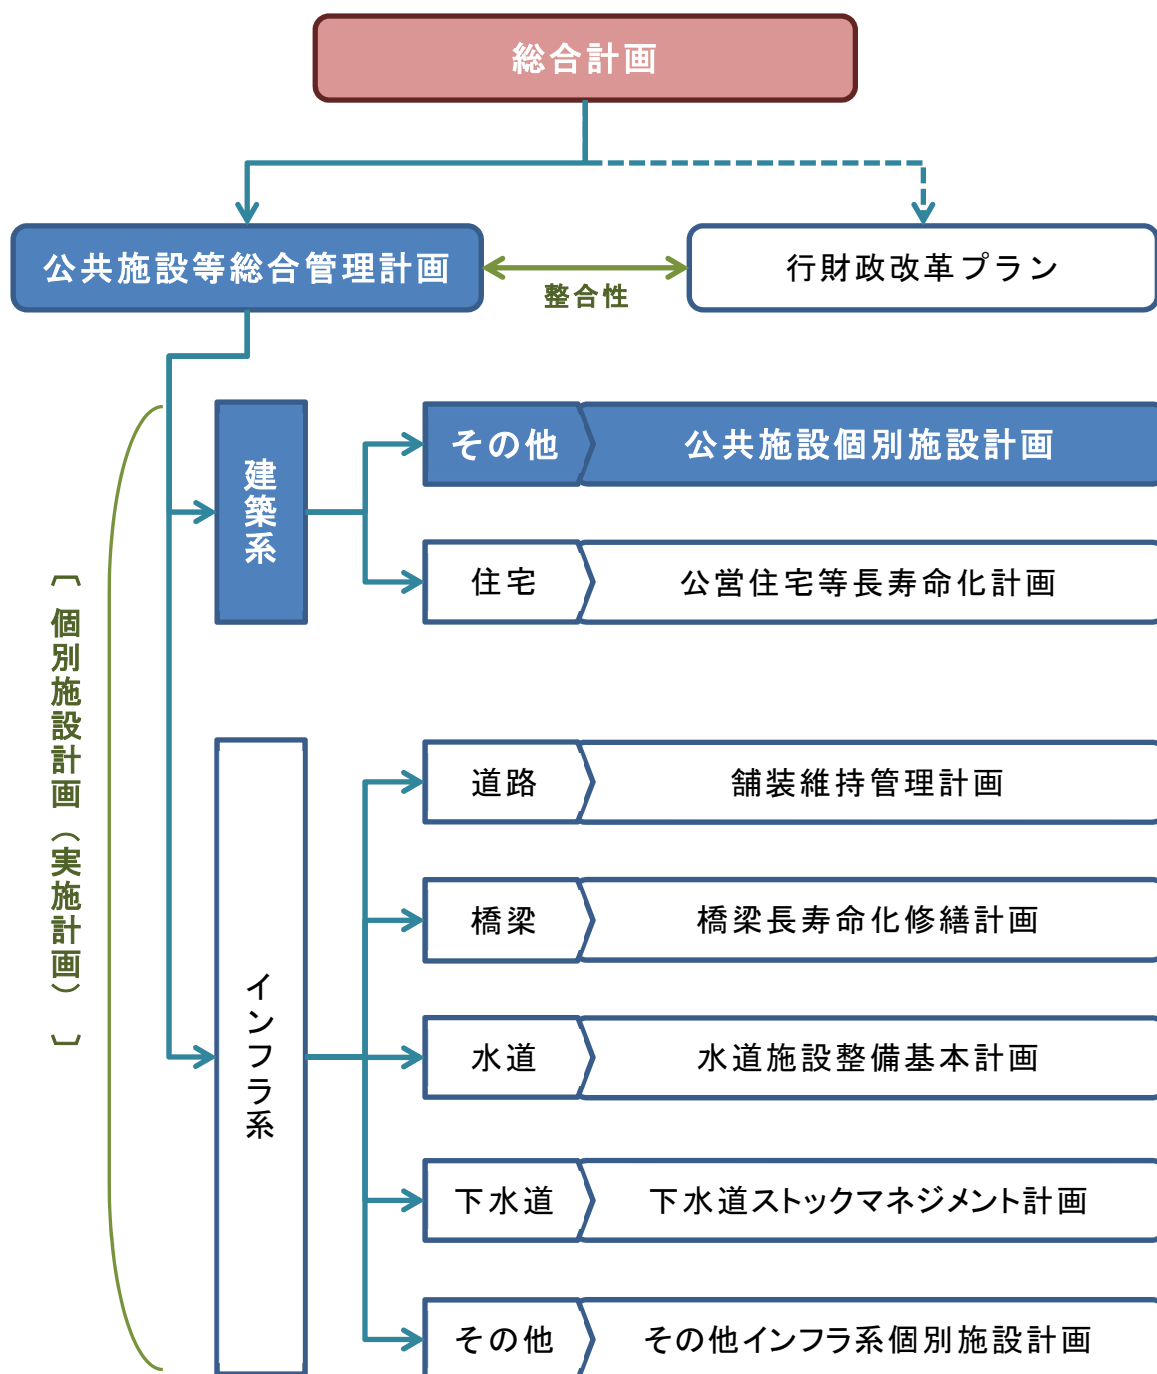 総合計画
公共施設等総合管理計画
整合性
行財政改革プラン
〔個別施設計画（実施計画）〕
建築系
その他
公共施設個別施設計画
住宅
公営住宅等長寿命化計画
インフラ系
道路
舗装維持管理計画
橋梁
橋梁長寿命化修繕計画
水道
水道施設整備基本計画
下水道
下水道ストックマネジメント計画
その他
その他インフラ系個別施設計画